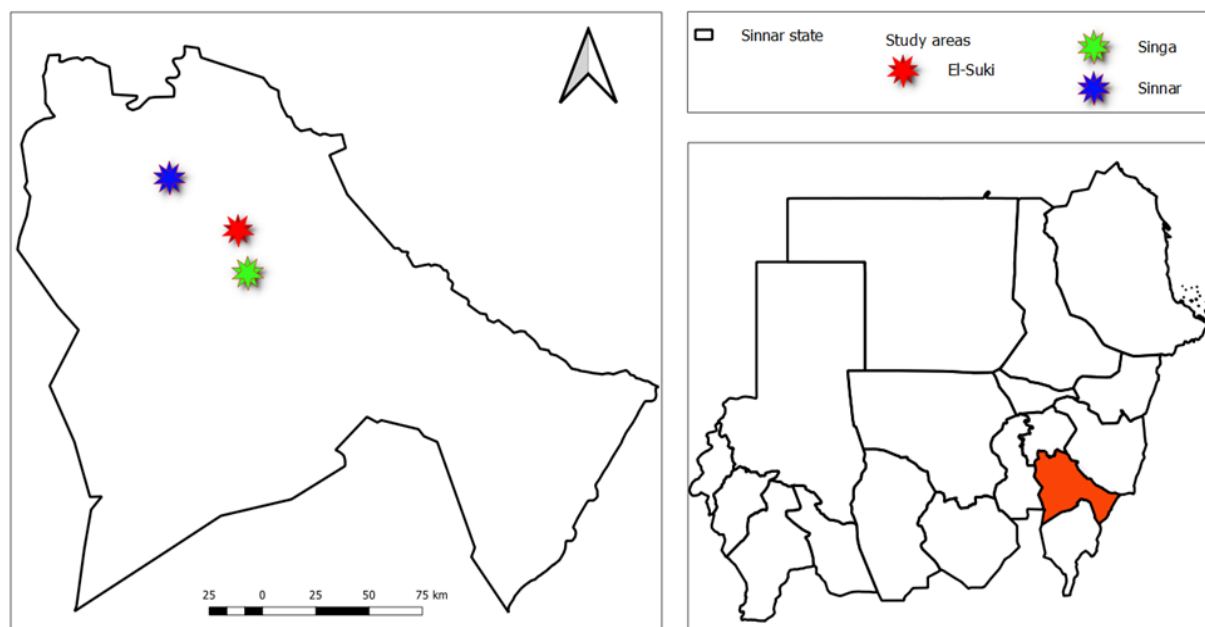 Sinnar state
Study areas
El-Suki
Singa
Sinnar
25 0 25 50 75 km